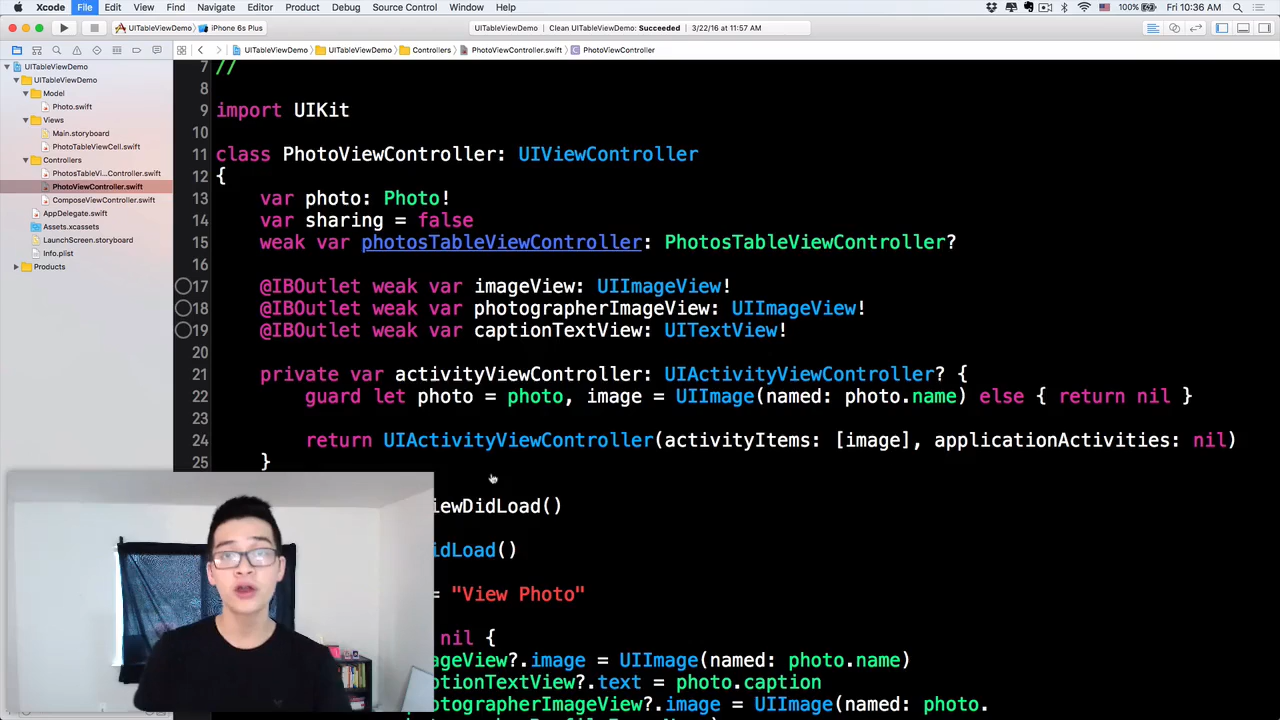 Xcode File Edit View Find Navigate Editor Product Debug Source Control Window Help 100% Fri 10:36 AM
UITableViewDemo iPhone 6s Plus UITableViewDemo Clean UITableViewDemo: Succeeded 3/22/16 at 11:57 AM
UITableViewDemo UITableViewDemo Controllers PhotoViewController.swift PhotoViewController
UITableViewDemo
UITableViewDemo
Model
Photo.swift
Views
Main.storyboard
PhotoTableViewCell.swift
Controllers
PhotosTableVi...Controller.swift
PhotoViewController.swift
ComposeViewController.swift
AppDelegate.swift
Assets.xcassets
LaunchScreen.storyboard
Info.plist
Products
7 //
8
9 import UIKit
10
11 class PhotoViewController: UIViewController
12 {
13 var photo: Photo!
14 var sharing = false
15 weak var photosTableViewController: PhotosTableViewController?
16
17 @IBOutlet weak var imageView: UIImageView!
18 @IBOutlet weak var photographerImageView: UIImageView!
19 @IBOutlet weak var captionTextView: UITextView!
20
21 private var activityViewController: UIActivityViewController? {
22 guard let photo = photo, image = UIImage(named: photo.name) else { return nil }
23
24 return UIActivityViewController(activityItems: [image], applicationActivities: nil)
25 }
iewDidLoad()
idLoad()
= "View Photo"
nil {
ageView?.image = UIImage(named: photo.name)
ptionTextView?.text = photo.caption
otographerImageView?.image = UIImage(named: photo.